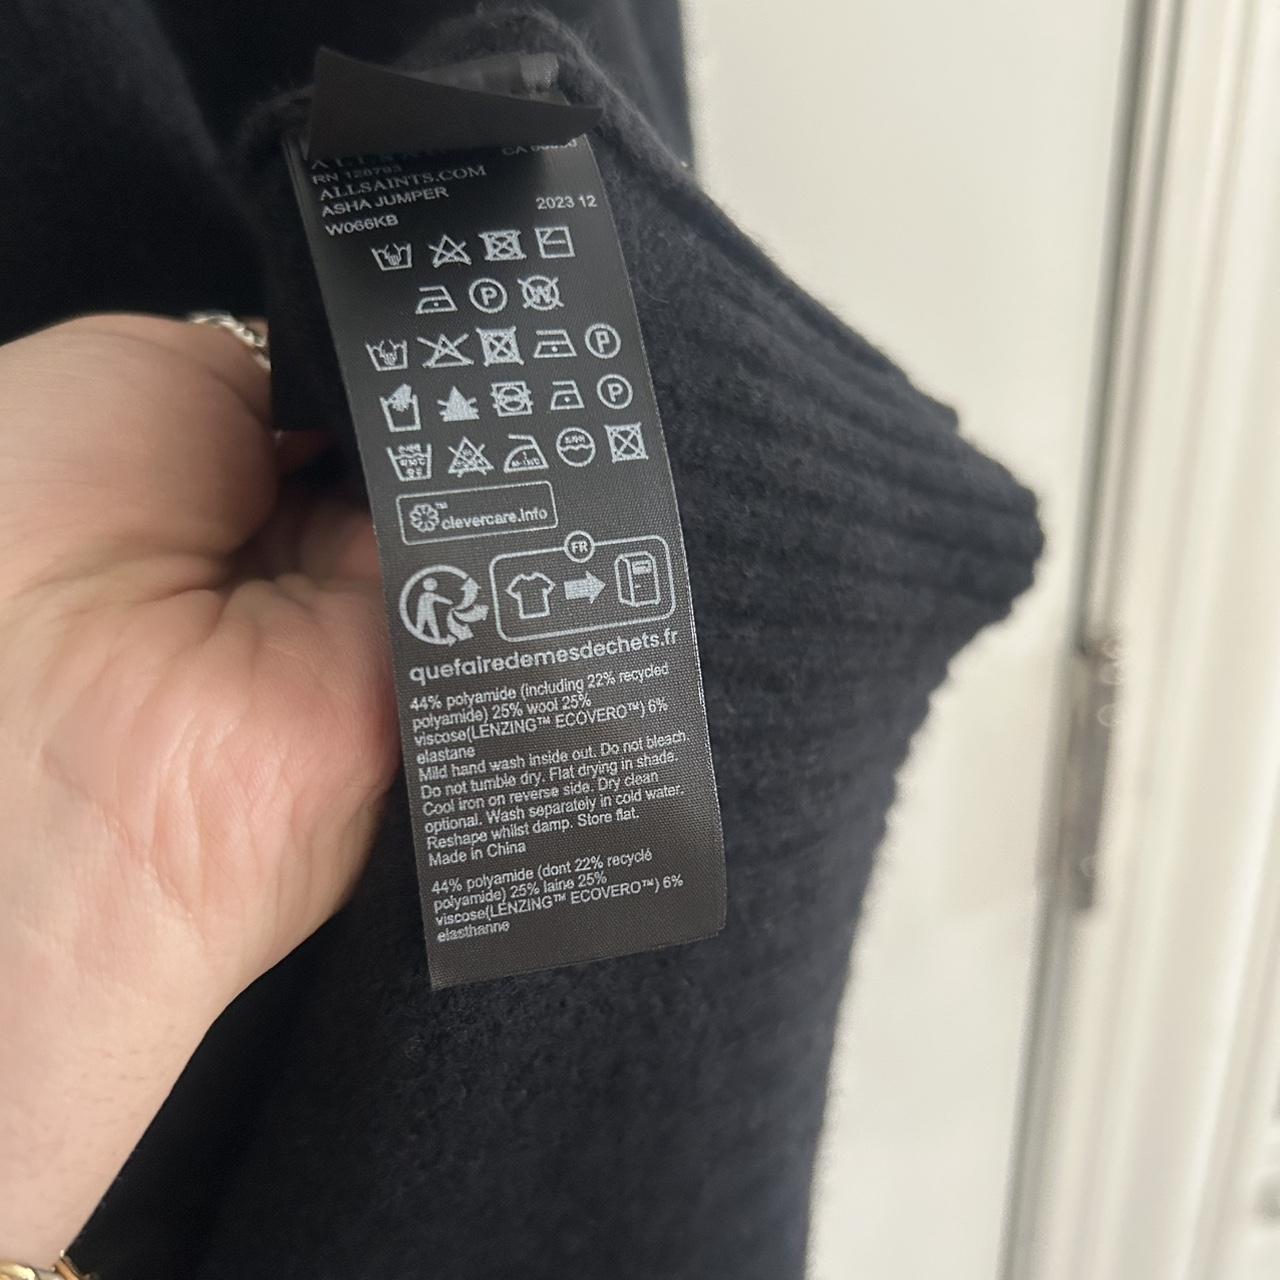 RN 128793
ALLSAINTS.COM
ASHA JUMPER
W066KB
2023 12
P
W
P
P
clevercare.info
FR
quefairedemesdechets.fr
44% polyamide (including 22% recycled
polyamide) 25% wool 25%
viscose(LENZING™ ECOVERO™) 6%
elastane
Mild hand wash inside out. Do not bleach.
Do not tumble dry. Flat drying in shade.
Cool iron on reverse side. Dry clean
optional. Wash separately in cold water.
Reshape whilst damp. Store flat.
Made in China
44% polyamide (dont 22% recyclé
polyamide) 25% laine 25%
viscose(LENZING™ ECOVERO™) 6%
elasthanne